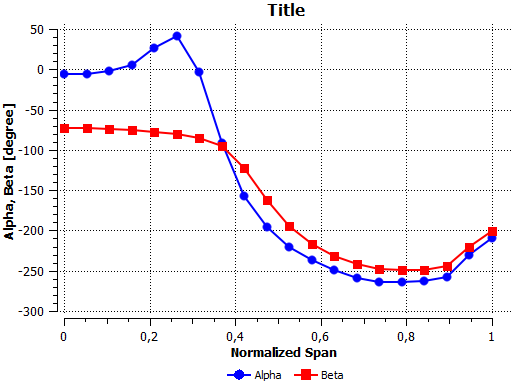 Title
Alpha, Beta [degree]
50
0
-50
-100
-150
-200
-250
-300
0 0,2 0,4 0,6 0,8 1
Normalized Span
Alpha Beta